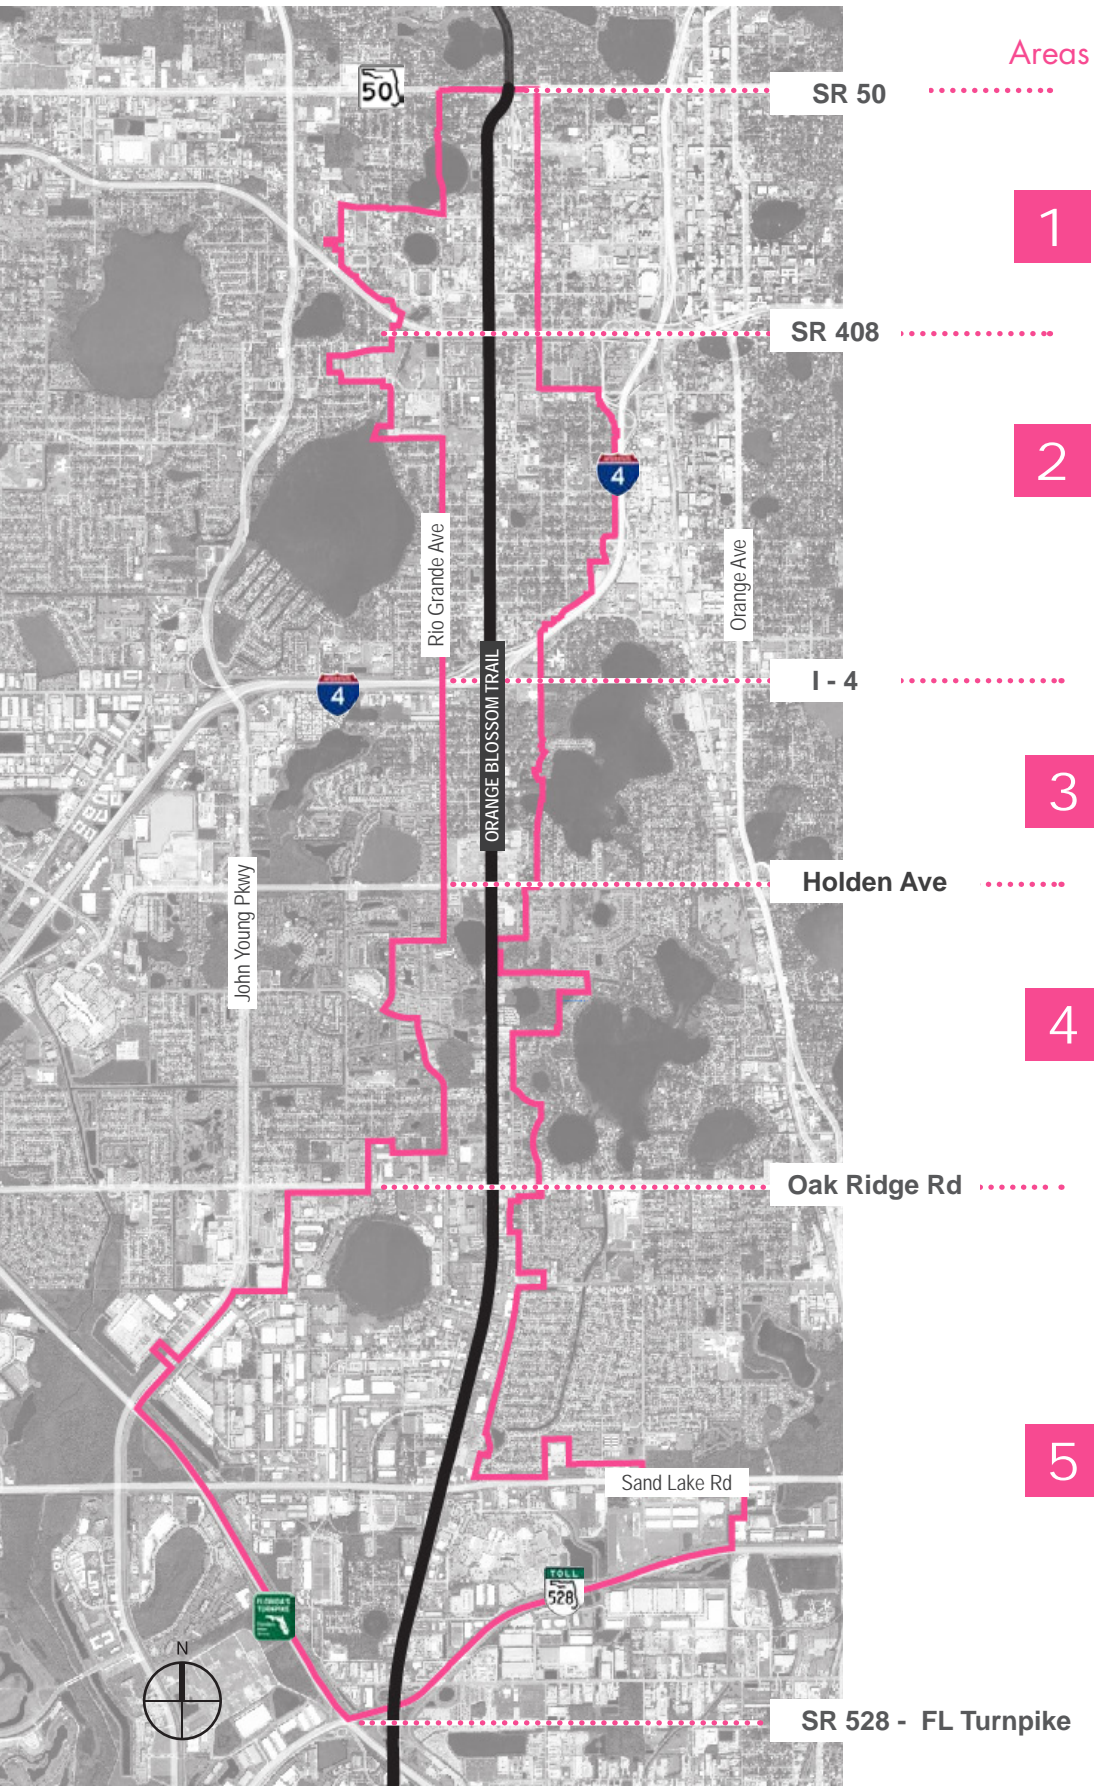 Areas
50
SR 50
1
SR 408
2
4
Rio Grande Ave
Orange Ave
ORANGE BLOSSOM TRAIL
4
I - 4
3
John Young Pkwy
Holden Ave
4
Oak Ridge Rd
5
Sand Lake Rd
TOLL
528
FLORIDA'S
TURNPIKE
N
SR 528 - FL Turnpike